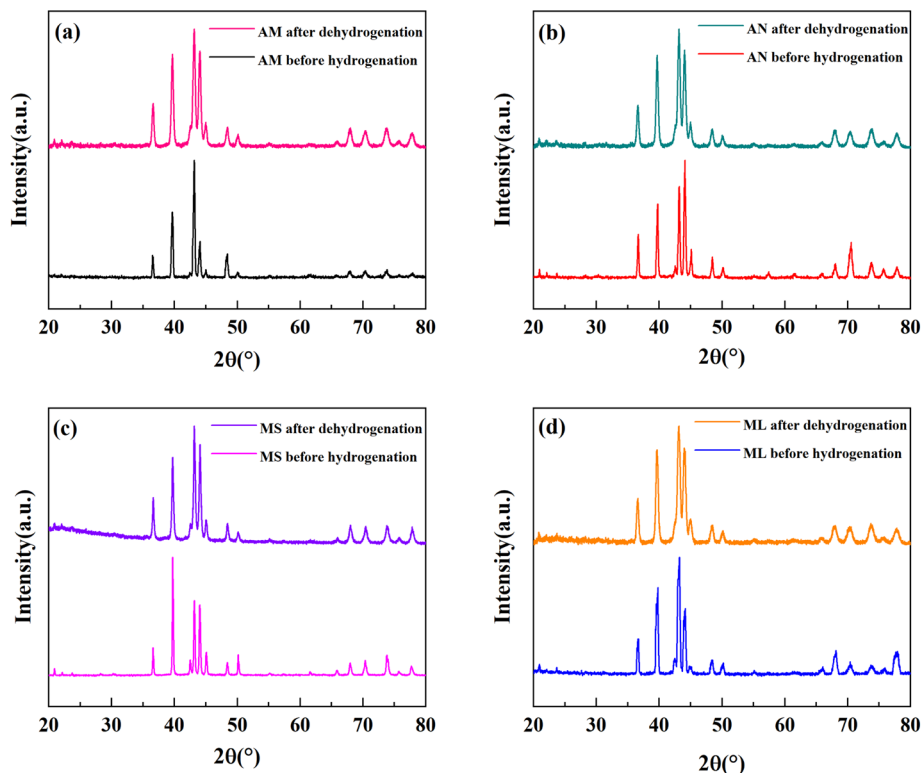 (a)
AM after dehydrogenation
AM before hydrogenation
Intensity(a.u.)
20 30 40 50 60 70 80
2θ(°)
(b)
AN after dehydrogenation
AN before hydrogenation
Intensity(a.u.)
20 30 40 50 60 70 80
2θ(°)
(c)
MS after dehydrogenation
MS before hydrogenation
Intensity(a.u.)
20 30 40 50 60 70 80
2θ(°)
(d)
ML after dehydrogenation
ML before hydrogenation
Intensity(a.u.)
20 30 40 50 60 70 80
2θ(°)